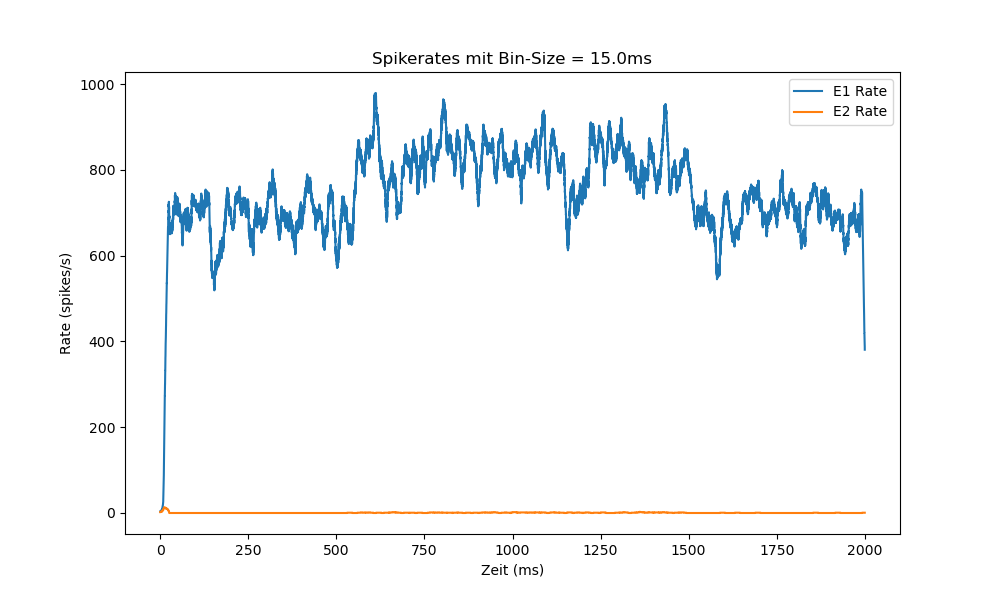 Spikerates mit Bin-Size = 15.0ms
E1 Rate
E2 Rate
1000
800
600
400
200
0
Rate (spikes/s)
0 250 500 750 1000 1250 1500 1750 2000
Zeit (ms)